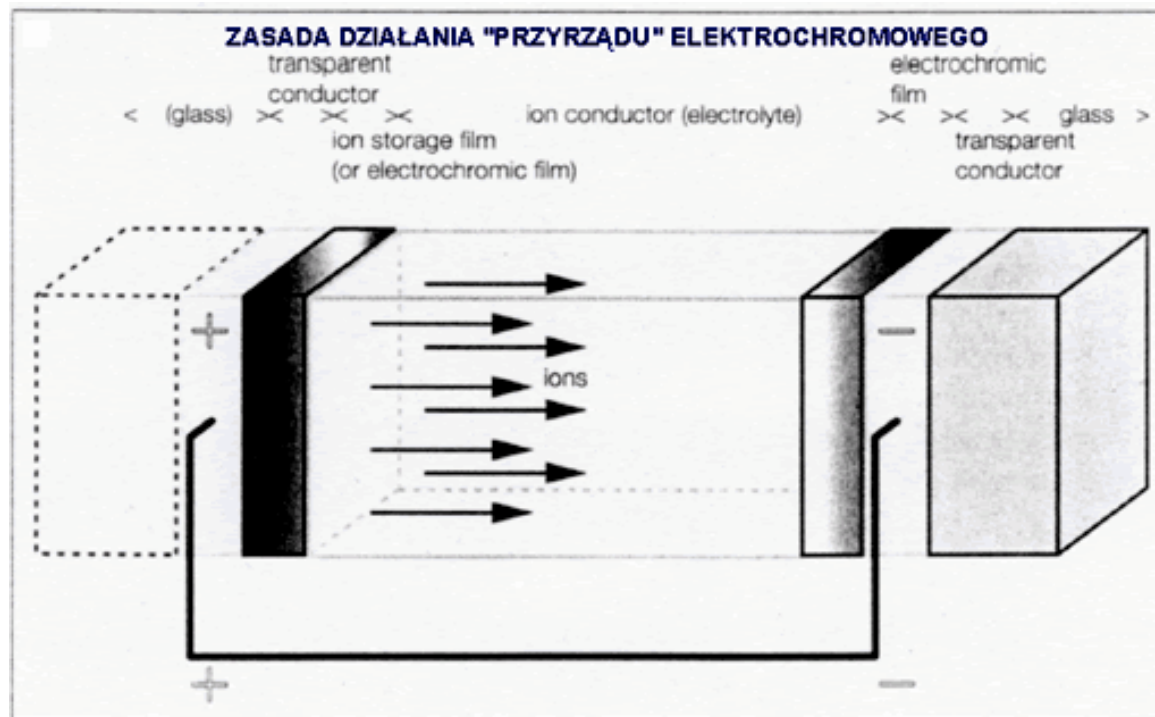 ZASADA DZIAŁANIA "PRZYRZĄDU" ELEKTROCHROMOWEGO
transparent
conductor
electrochromic
film
< (glass) >< >< >< ion conductor (electrolyte) >< >< >< glass >
ion storage film
(or electrochromic film)
transparent
conductor
+
−
ions
+
−